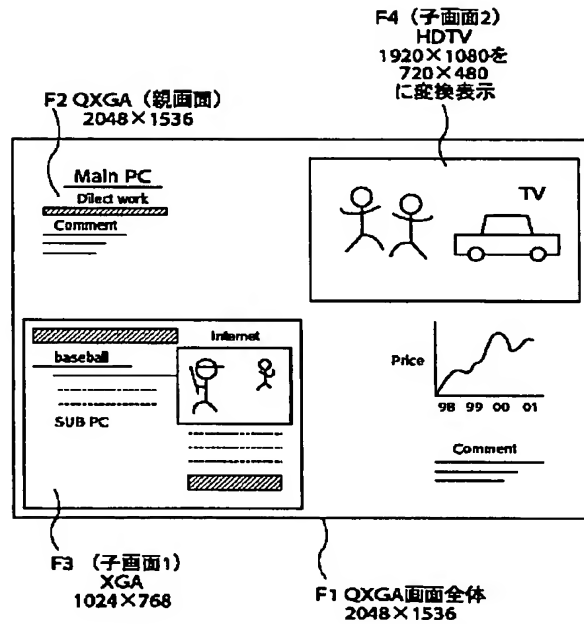 F4（子画面2）
HDTV
1920×1080を
720×480
に変換表示
F2 QXGA（親画面）
2048×1536
Main PC
Dilect work
Comment
TV
Internet
baseball
SUB PC
Price
98 99 00 01
Comment
F3（子画面1）
XGA
1024×768
F1 QXGA画面全体
2048×1536